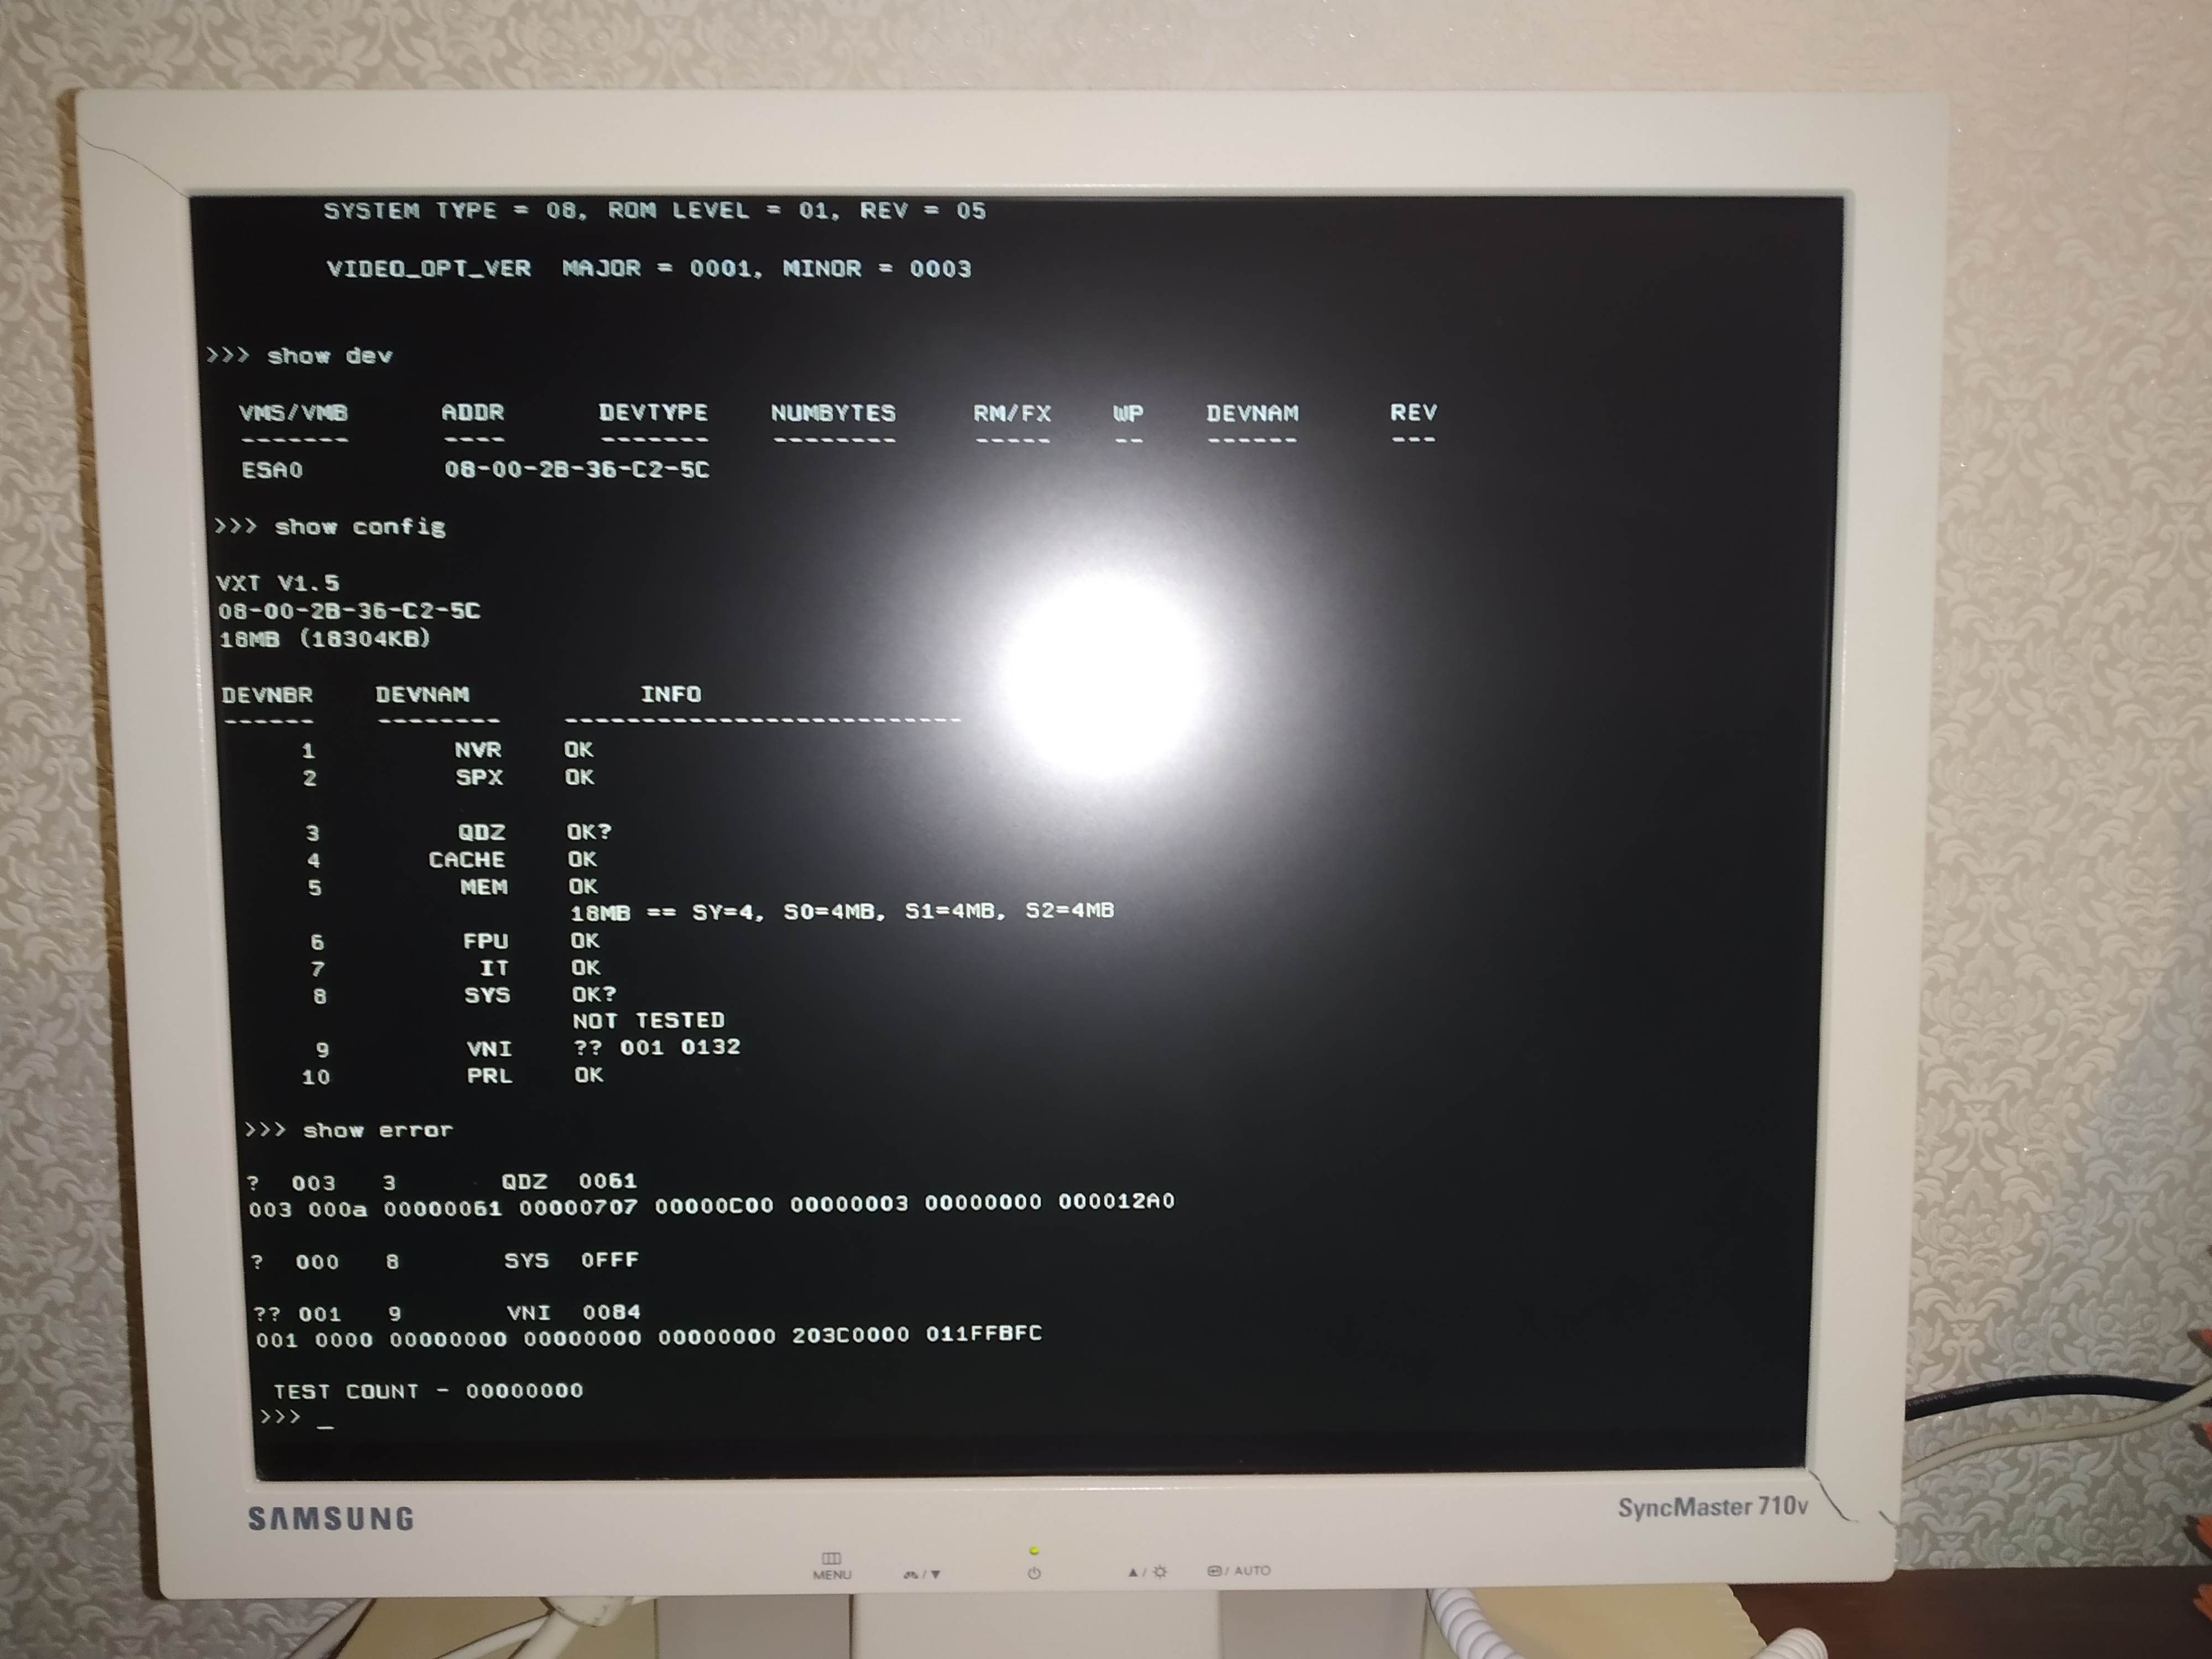 SYSTEM TYPE = 08, ROM LEVEL = 01, REV = 05
VIDEO_OPT_VER MAJOR = 0001, MINOR = 0003
>>> show dev
VMS/VMB ADDR DEVTYPE NUMBYTES RM/FX WP DEVNAM REV
------- ---- ------- -------- ----- -- ------ ---
ESA0 08-00-2B-36-C2-5C
>>> show config
VXT V1.5
08-00-2B-36-C2-5C
18MB (18304KB)
DEVNBR DEVNAM INFO
------ -------- --------------------------
1 NVR OK
2 SPX OK
3 QDZ OK?
4 CACHE OK
5 MEM OK
18MB == SY=4, S0=4MB, S1=4MB, S2=4MB
6 FPU OK
7 IT OK
8 SYS OK?
NOT TESTED
9 VNI ?? 001 0132
10 PRL OK
>>> show error
? 003 3 QDZ 0061
003 000a 00000061 00000707 00000C00 00000003 00000000 000012A0
? 000 8 SYS 0FFF
?? 001 9 VNI 0084
001 0000 00000000 00000000 00000000 203C0000 011FFBFC
TEST COUNT - 00000000
>>> _
SAMSUNG
SyncMaster 710v
MENU
/ AUTO